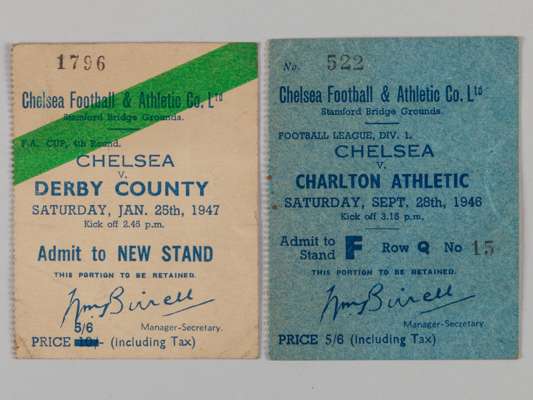 1796
Chelsea Football & Athletic Co. Ltd
Stamford Bridge Grounds.
F.A. CUP, 4th Round.
CHELSEA
V.
DERBY COUNTY
SATURDAY, JAN. 25th, 1947
Kick off 2.45 p.m.
Admit to NEW STAND
THIS PORTION TO BE RETAINED.
Wm Birrell
Manager-Secretary.
5/6
PRICE 10/- (including Tax)
No. 522
Chelsea Football & Athletic Co. Ltd
Stamford Bridge Grounds.
FOOTBALL LEAGUE, DIV. 1.
CHELSEA
V.
CHARLTON ATHLETIC
SATURDAY, SEPT. 28th, 1946
Kick off 3.15 p.m.
Admit to Stand F Row Q No 15
THIS PORTION TO BE RETAINED.
Wm Birrell
Manager-Secretary.
PRICE 5/6 (including Tax)